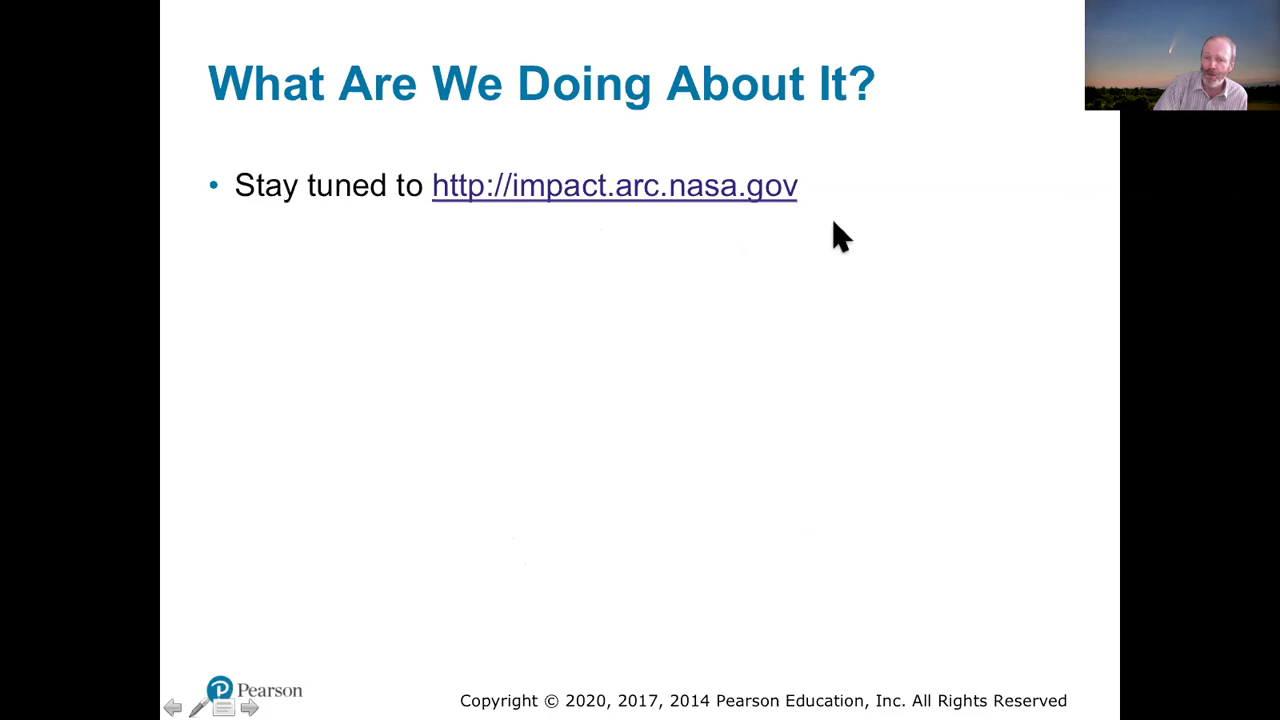 What Are We Doing About It?
• Stay tuned to http://impact.arc.nasa.gov
Pearson
Copyright © 2020, 2017, 2014 Pearson Education, Inc. All Rights Reserved